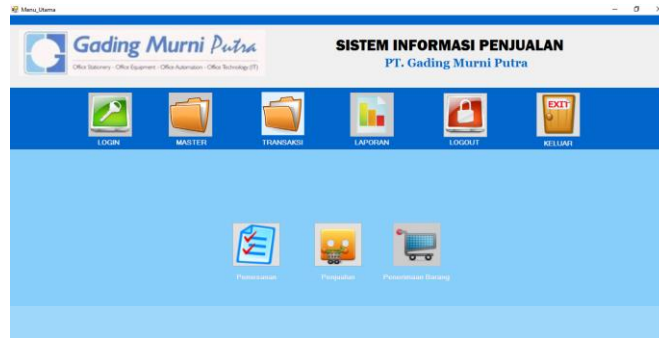 Menu_Utama
Gading Murni Putra
Office Stationery - Office Equipment - Office Automation - Office Technology (IT)
SISTEM INFORMASI PENJUALAN
PT. Gading Murni Putra
LOGIN
MASTER
TRANSAKSI
LAPORAN
LOGOUT
EXIT
KELUAR
Pemesanan
Penjualan
Penerimaan Barang